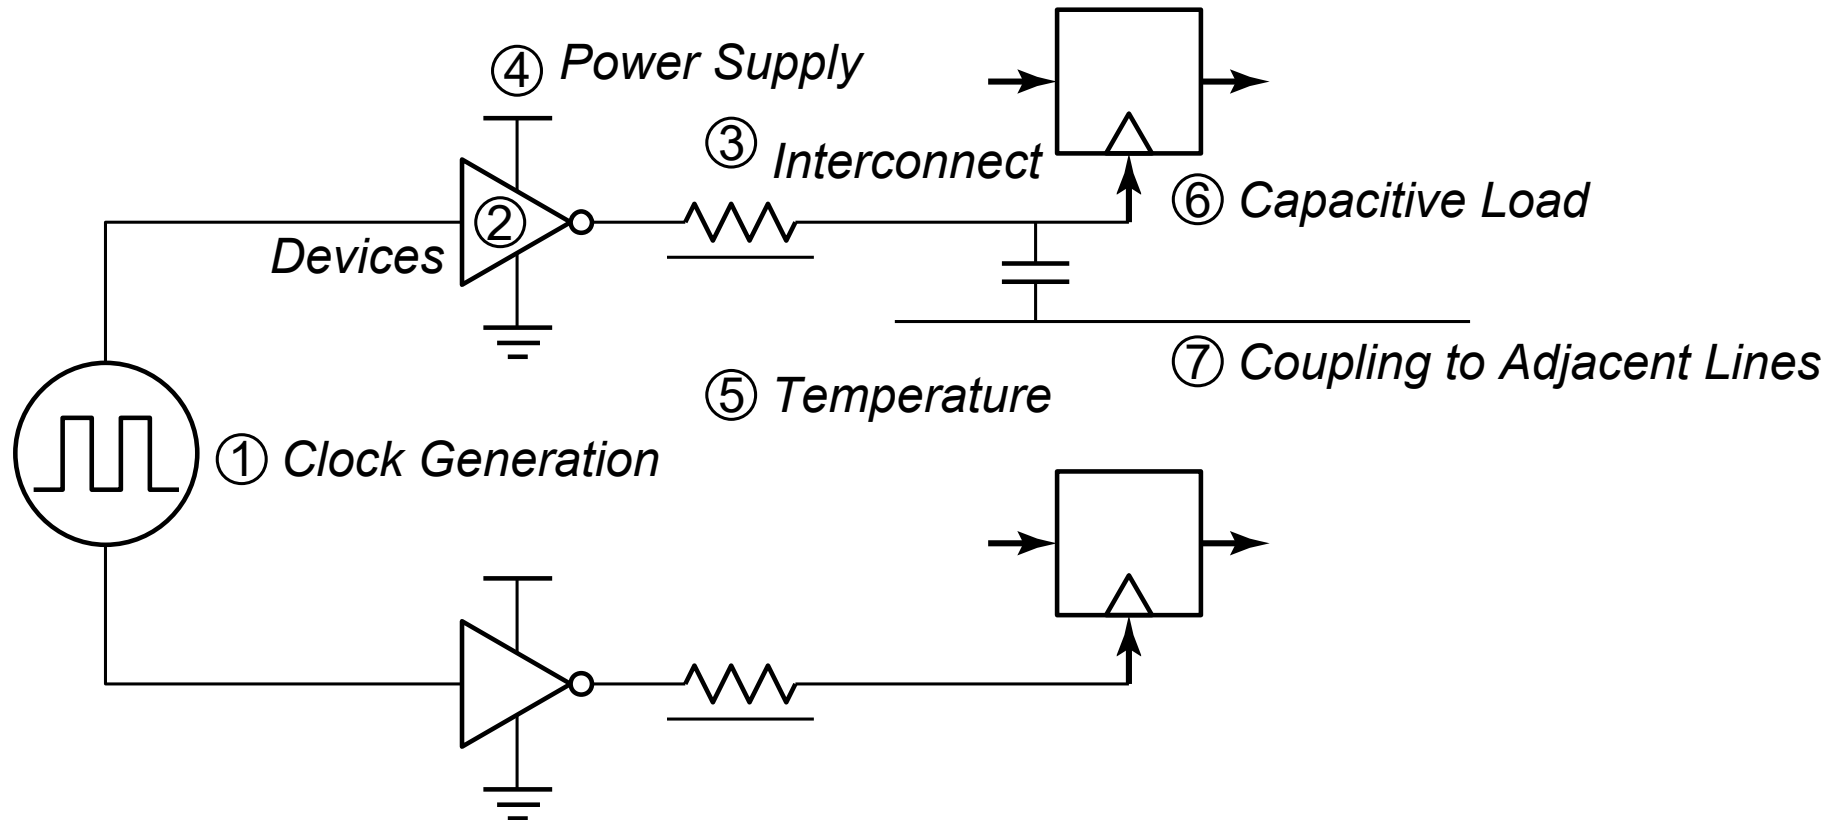 ④ Power Supply
③ Interconnect
② Devices
⑥ Capacitive Load
⑦ Coupling to Adjacent Lines
⑤ Temperature
① Clock Generation